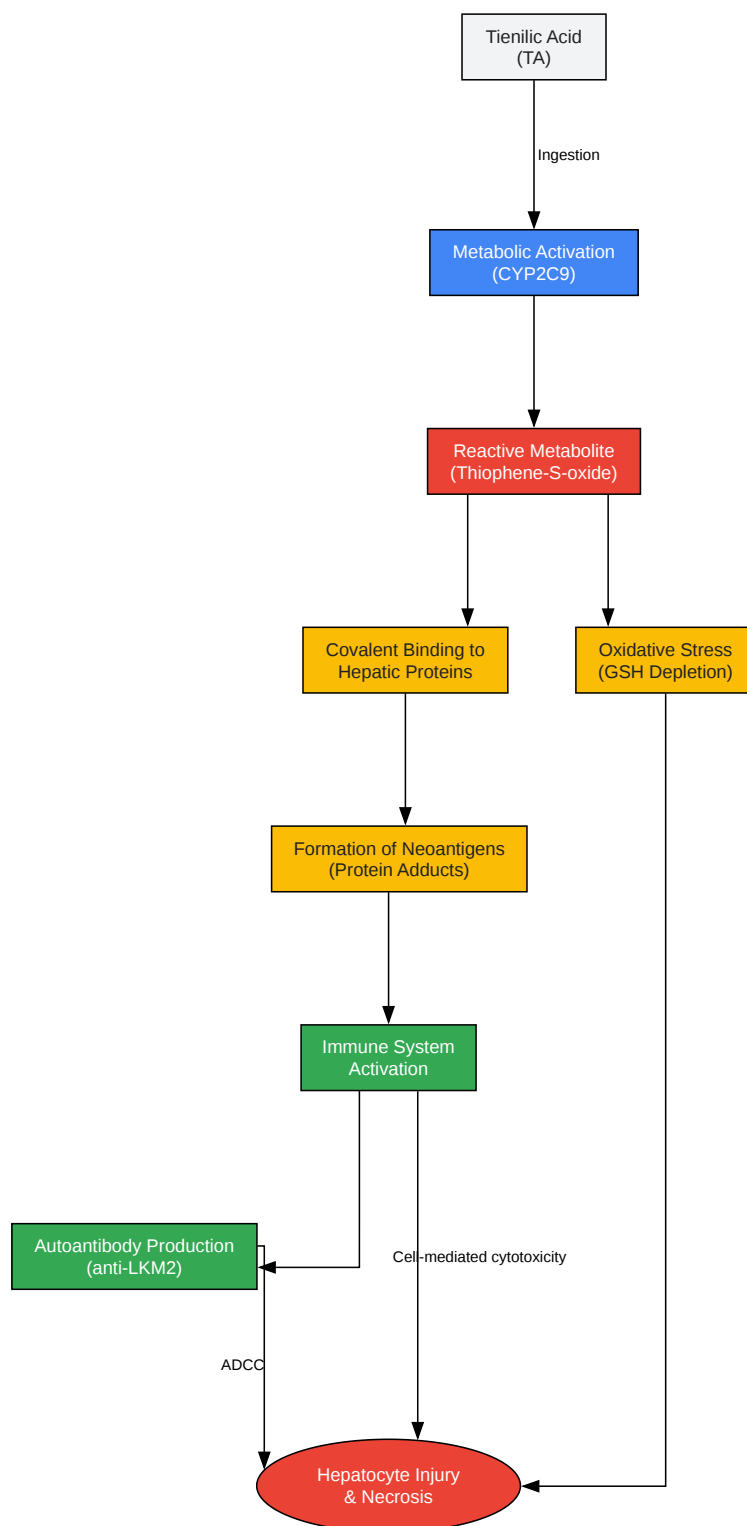 Tienilic Acid
(TA)
Ingestion
Metabolic Activation
(CYP2C9)
Reactive Metabolite
(Thiophene-S-oxide)
Covalent Binding to
Hepatic Proteins
Oxidative Stress
(GSH Depletion)
Formation of Neoantigens
(Protein Adducts)
Immune System
Activation
Autoantibody Production
(anti-LKM2)
Cell-mediated cytotoxicity
ADCC
Hepatocyte Injury
& Necrosis